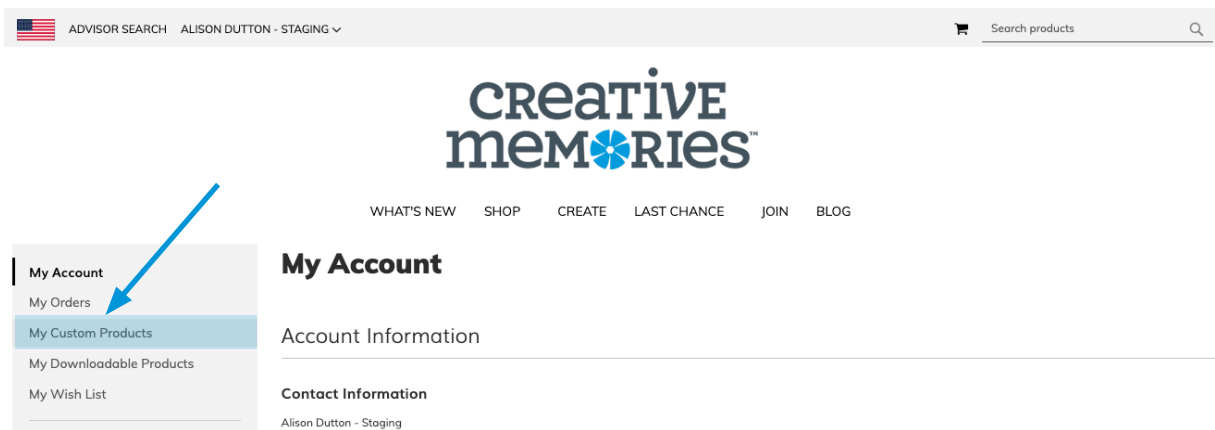 ADVISOR SEARCH ALISON DUTTON - STAGING
Search products
CREATIVE
MEMORIES™
WHAT'S NEW SHOP CREATE LAST CHANCE JOIN BLOG
My Account
My Orders
My Custom Products
My Downloadable Products
My Wish List
My Account
Account Information
Contact Information
Alison Dutton - Staging